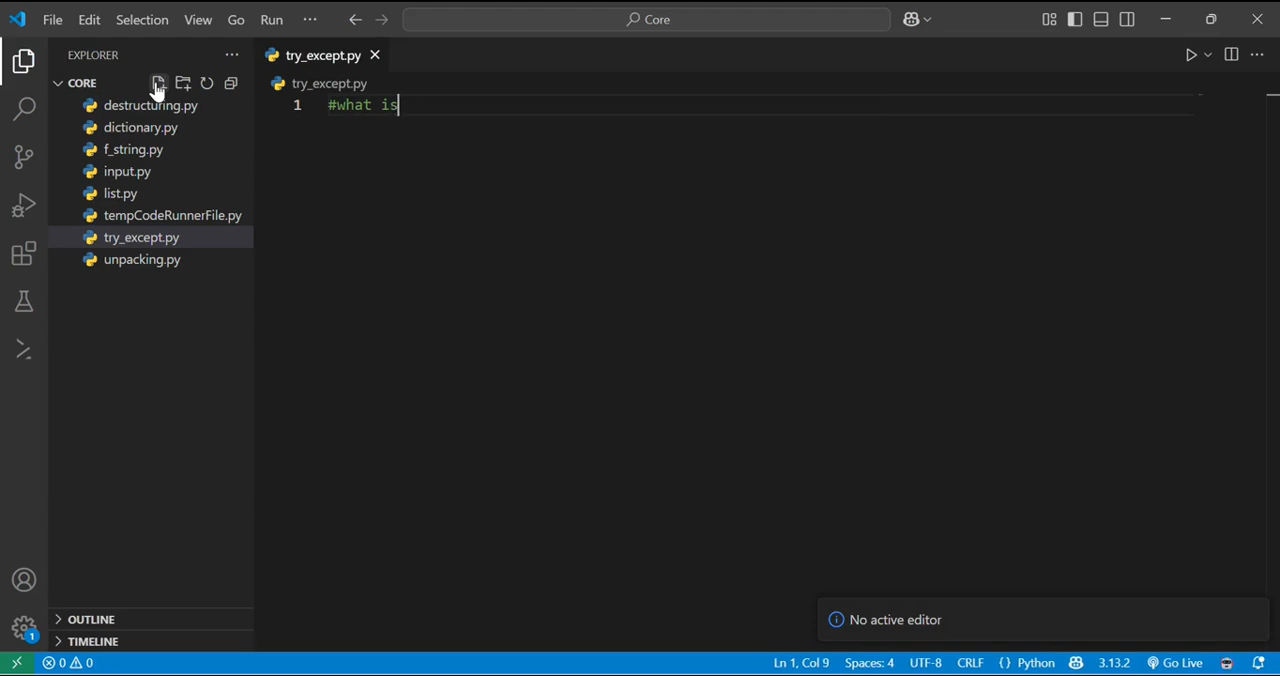 File Edit Selection View Go Run ··· Core
EXPLORER ···
try_except.py
CORE
try_except.py
destructuring.py
1 #what is
dictionary.py
f_string.py
input.py
list.py
tempCodeRunnerFile.py
try_except.py
unpacking.py
OUTLINE
No active editor
1
TIMELINE
0 0 Ln 1, Col 9 Spaces: 4 UTF-8 CRLF {} Python 3.13.2 Go Live